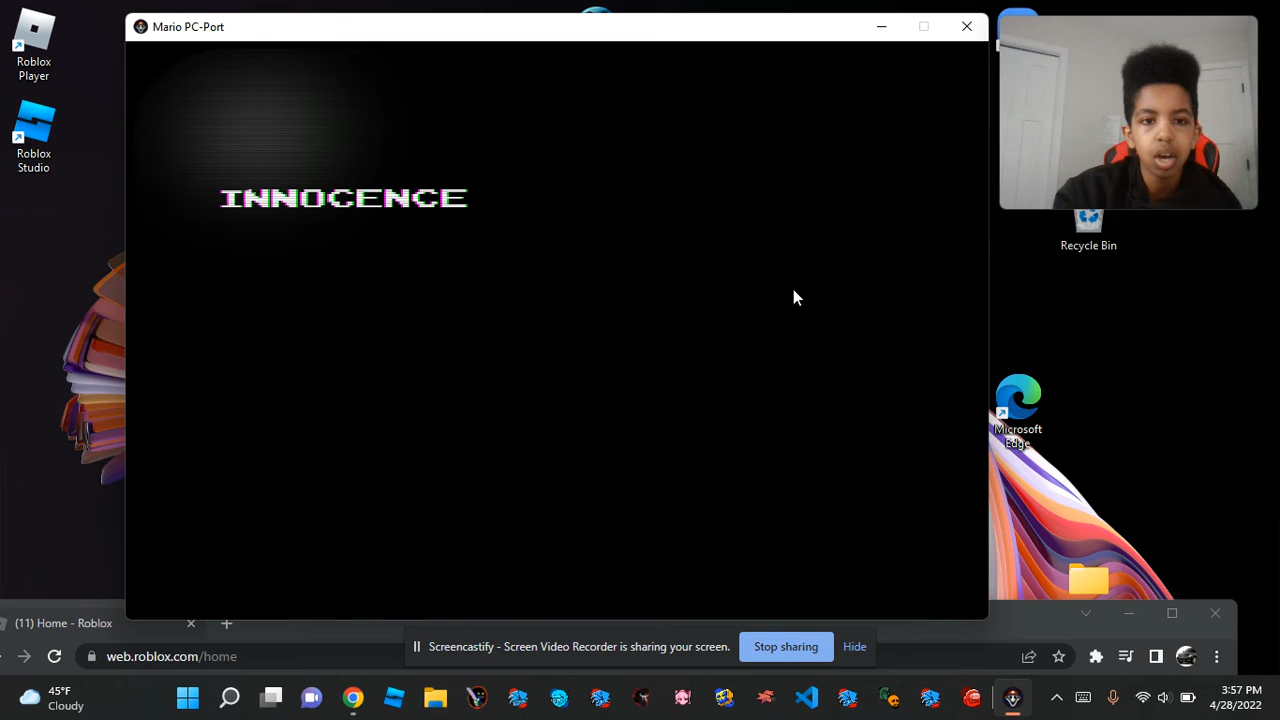 Mario PC-Port
Roblox
Player
Roblox
Studio
INNOCENCE
Recycle Bin
Microsoft
Edge
(11) Home - Roblox
web.roblox.com/home
Screencastify - Screen Video Recorder is sharing your screen.
Stop sharing
Hide
45°F
Cloudy
3:57 PM
4/28/2022